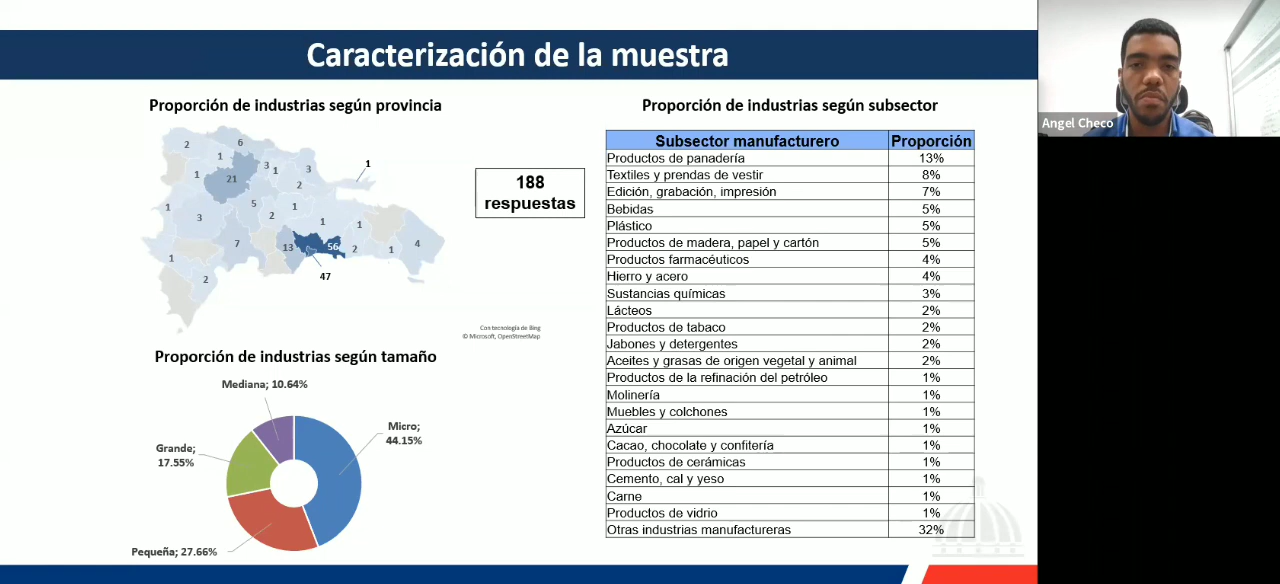 Caracterización de la muestra
Proporción de industrias según provincia
2
6
1
3
1
3
1
1
21
2
1
3
5
2
1
1
1
7
13
56
2
1
4
1
2
47
188
respuestas
Con tecnología de Bing
© Microsoft, OpenStreetMap
Proporción de industrias según tamaño
Mediana; 10.64%
Micro;
44.15%
Grande;
17.55%
Pequeña; 27.66%
Proporción de industrias según subsector
Subsector manufacturero Proporción
Productos de panadería 13%
Textiles y prendas de vestir 8%
Edición, grabación, impresión 7%
Bebidas 5%
Plástico 5%
Productos de madera, papel y cartón 5%
Productos farmacéuticos 4%
Hierro y acero 4%
Sustancias químicas 3%
Lácteos 2%
Productos de tabaco 2%
Jabones y detergentes 2%
Aceites y grasas de origen vegetal y animal 2%
Productos de la refinación del petróleo 1%
Molinería 1%
Muebles y colchones 1%
Azúcar 1%
Cacao, chocolate y confitería 1%
Productos de cerámicas 1%
Cemento, cal y yeso 1%
Carne 1%
Productos de vidrio 1%
Otras industrias manufactureras 32%
Angel Checo